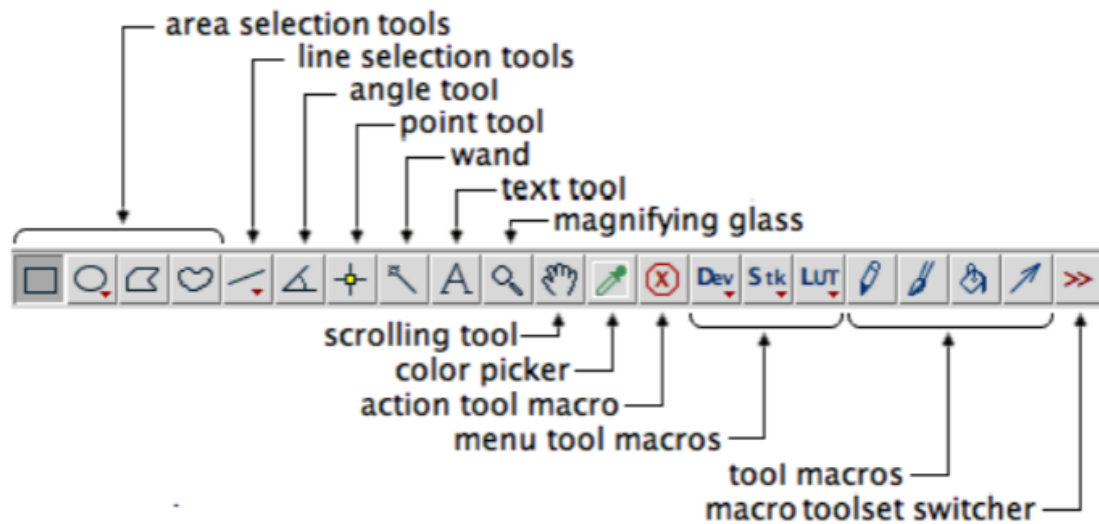 area selection tools
line selection tools
angle tool
point tool
wand
text tool
magnifying glass
A Dev Stk LUT >>
scrolling tool
color picker
action tool macro
menu tool macros
tool macros
macro toolset switcher